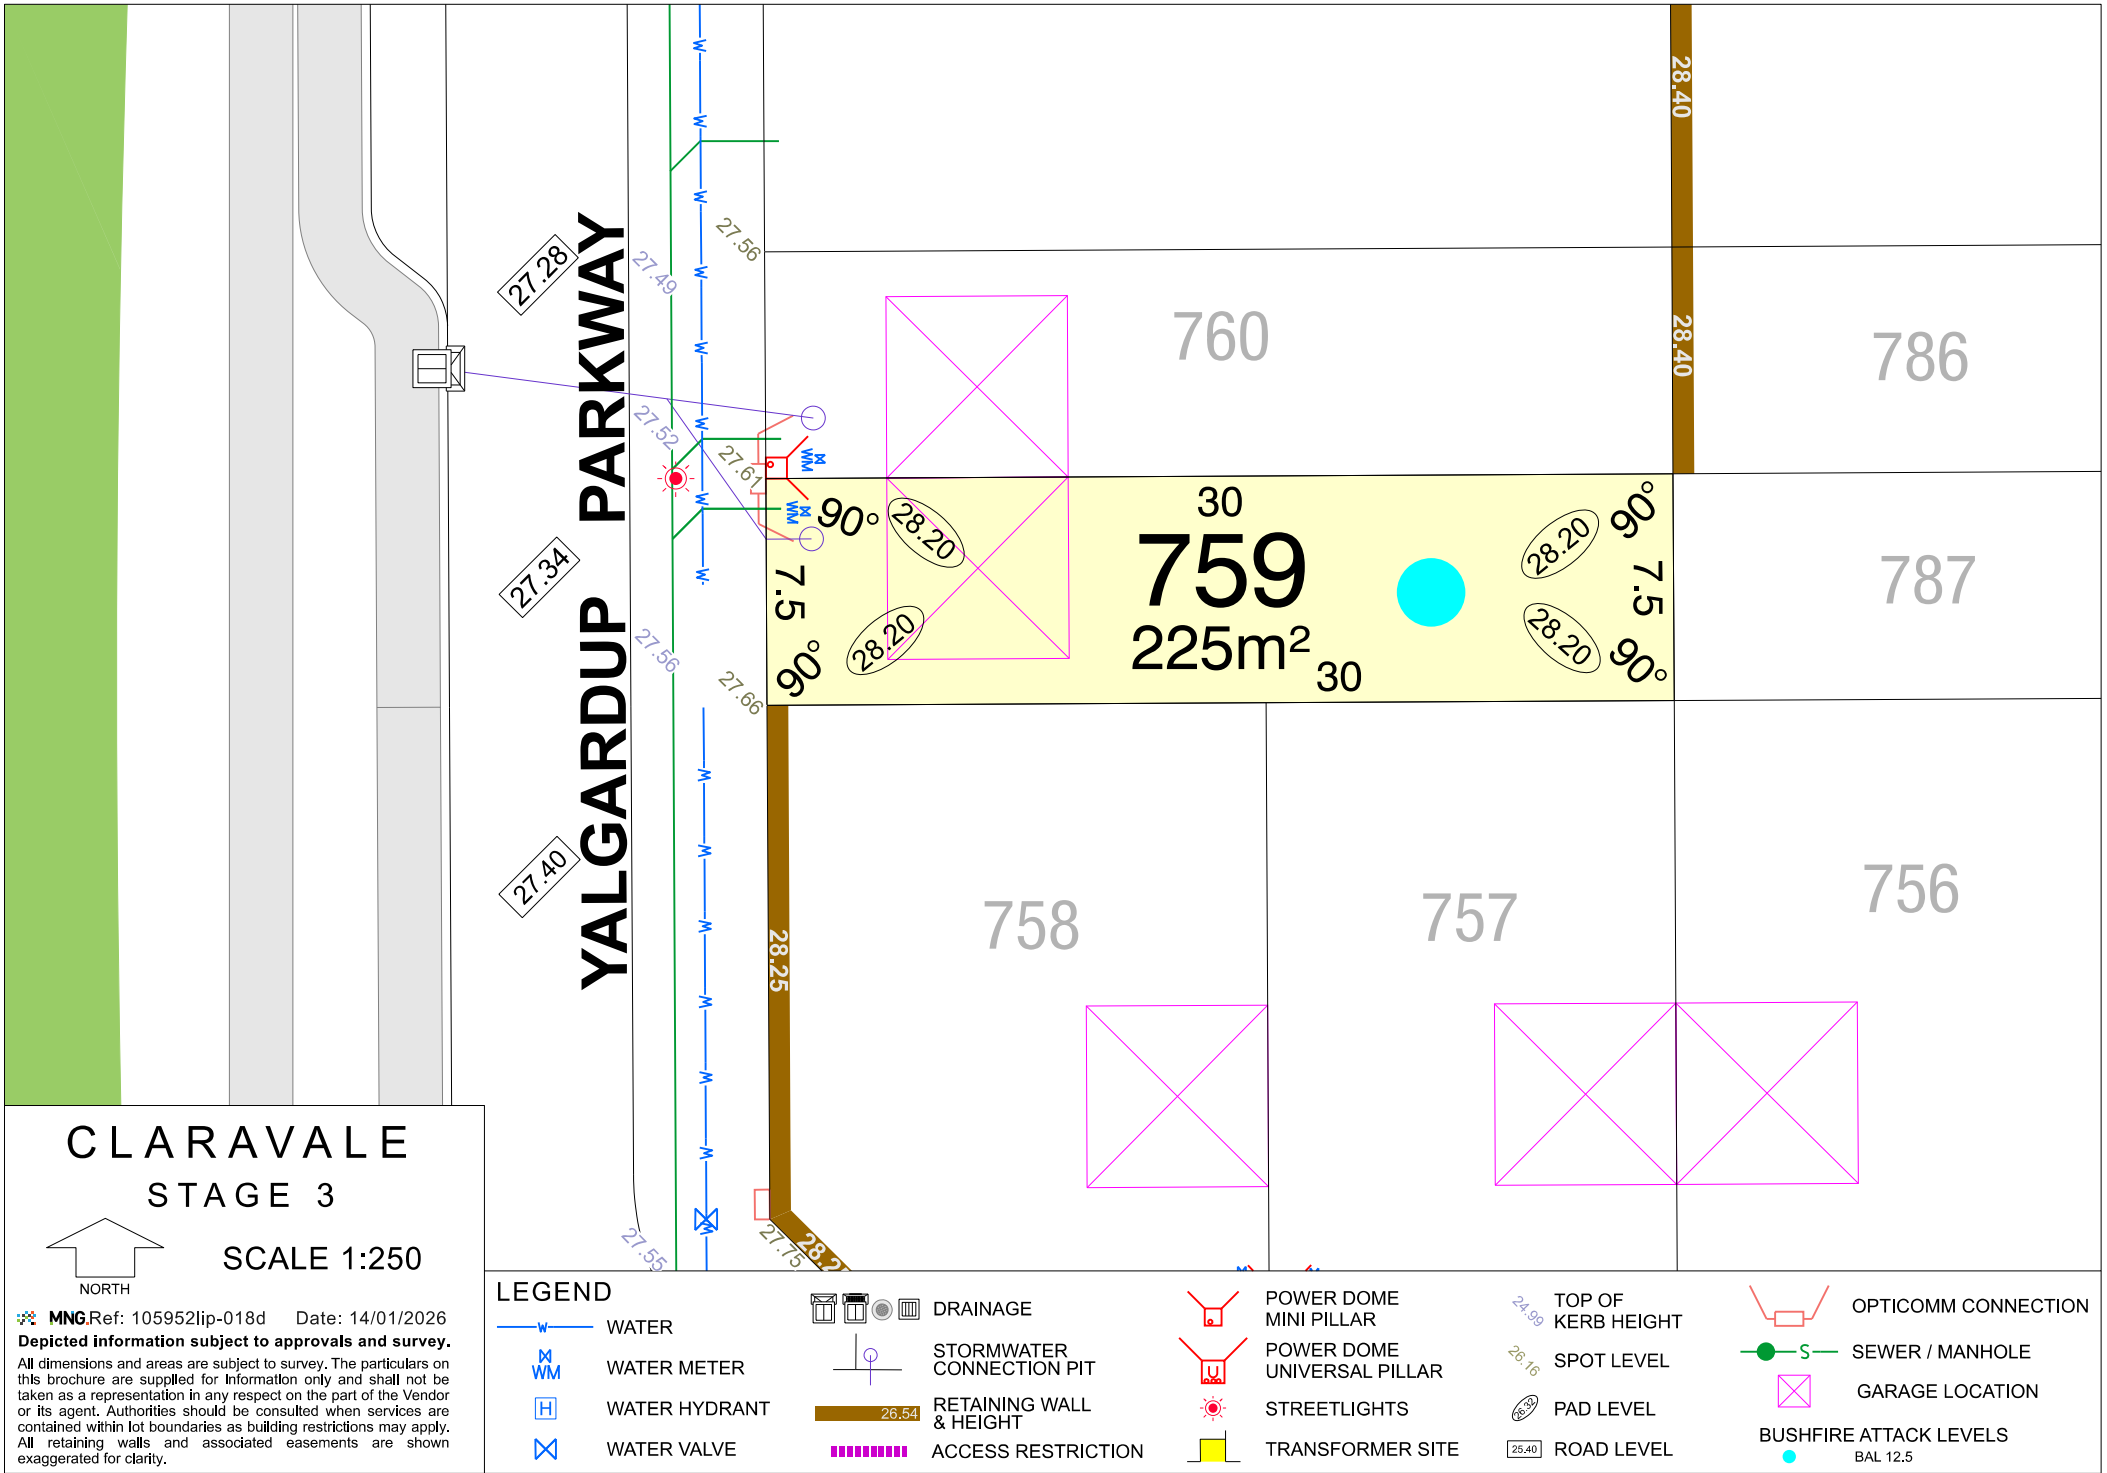 28.40
27.56
27.28
27.49
YALGARDUP PARKWAY
760
28.40
786
27.52
27.61
WM
WM
90°
28.20
30
28.20
90°
759
27.34
7.5
7.5
787
27.56
28.20
225m²
28.20
90°
30
90°
27.66
27.40
758
757
756
28.25
27.55
27.75
CLARAVALE
STAGE 3
SCALE 1:250
NORTH
MNG Ref: 105952lip-018d Date: 14/01/2026
Depicted information subject to approvals and survey.
All dimensions and areas are subject to survey. The particulars on
this brochure are supplied for information only and shall not be
taken as a representation in any respect on the part of the Vendor
or its agent. Authorities should be consulted when services are
contained within lot boundaries as building restrictions may apply.
All retaining walls and associated easements are shown
exaggerated for clarity.
LEGEND
W WATER
WM WATER METER
H WATER HYDRANT
WATER VALVE
DRAINAGE
STORMWATER
CONNECTION PIT
26.54 RETAINING WALL
& HEIGHT
ACCESS RESTRICTION
POWER DOME
MINI PILLAR
U POWER DOME
UNIVERSAL PILLAR
STREETLIGHTS
TRANSFORMER SITE
24.99 TOP OF
KERB HEIGHT
26.16 SPOT LEVEL
26.32 PAD LEVEL
25.40 ROAD LEVEL
OPTICOMM CONNECTION
S SEWER / MANHOLE
GARAGE LOCATION
BUSHFIRE ATTACK LEVELS
BAL 12.5